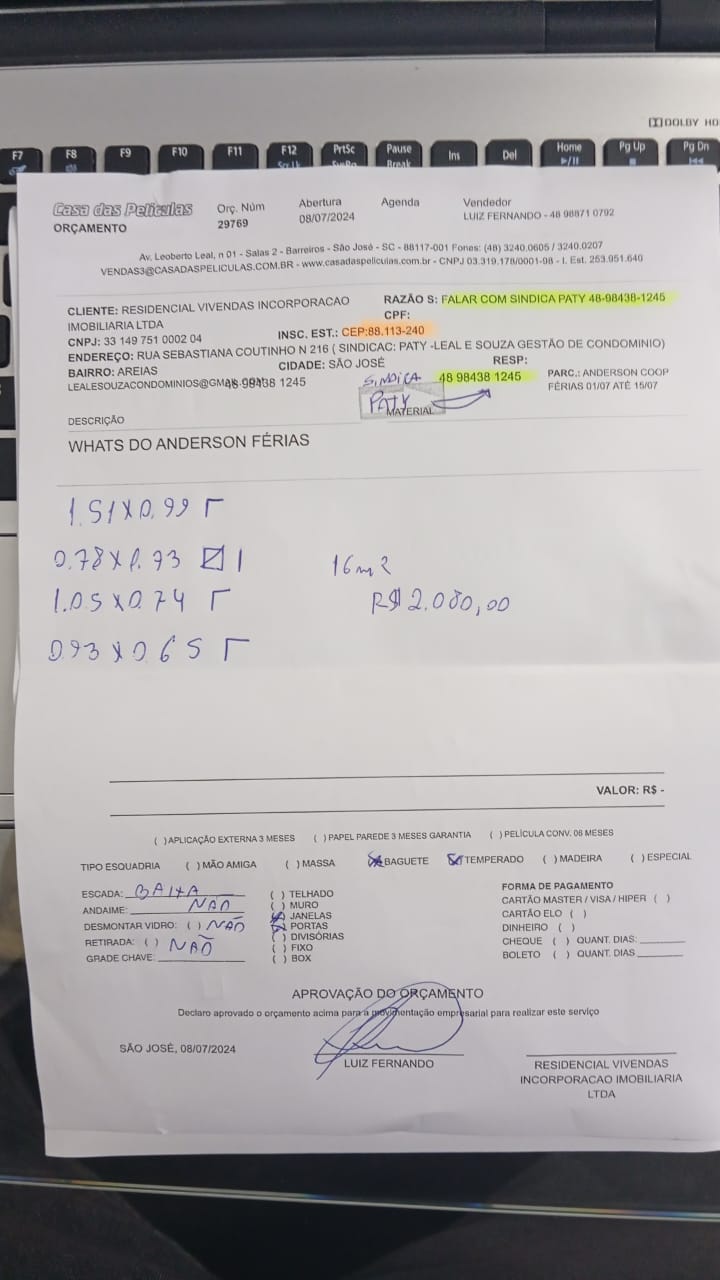 DOLBY HO
F7 F8 F9 F10 F11 F12 PrtSc Pause Ins Del Home Pg Up Pg Dn
Break
Casa das Películas
ORÇAMENTO
Orç. Núm
29769
Abertura
08/07/2024
Agenda
Vendedor
LUIZ FERNANDO - 48 98871 0792
Av. Leoberto Leal, n 01 - Salas 2 - Barreiros - São José - SC - 88117-001 Fones: (48) 3240.0605 / 3240.0207
VENDAS3@CASADASPELICULAS.COM.BR - www.casadaspeliculas.com.br - CNPJ 03.319.178/0001-98 - I. Est. 253.951.640
CLIENTE: RESIDENCIAL VIVENDAS INCORPORACAO
IMOBILIARIA LTDA
RAZÃO S: FALAR COM SINDICA PATY 48-98438-1245
CPF:
CNPJ: 33 149 751 0002 04
INSC. EST.: CEP:88.113-240
ENDEREÇO: RUA SEBASTIANA COUTINHO N 216 ( SINDICAC: PATY -LEAL E SOUZA GESTÃO DE CONDOMINIO)
BAIRRO: AREIAS
CIDADE: SÃO JOSÉ
RESP:
48 98438 1245
SINDICA
PATY
48 98438 1245
PARC.: ANDERSON COOP
FÉRIAS 01/07 ATÉ 15/07
DESCRIÇÃO
MATERIAL
WHATS DO ANDERSON FÉRIAS
1.51X0.99
0.78X 73 1
1.05X0.74
0.93X0.65
16m2
R$ 2.080,00
VALOR: R$ -
( )APLICAÇÃO EXTERNA 3 MESES ( ) PAPEL PAREDE 3 MESES GARANTIA ( ) PELÍCULA CONV. 06 MESES
TIPO ESQUADRIA ( ) MÃO AMIGA ( ) MASSA (X) BAGUETE (X) TEMPERADO ( ) MADEIRA ( ) ESPECIAL
ESCADA: BAIXA
ANDAIME: NÃO
DESMONTAR VIDRO: ( ) NÃO
RETIRADA: ( ) NÃO
GRADE CHAVE:
( ) TELHADO
( ) MURO
(X) JANELAS
(X) PORTAS
( ) DIVISÓRIAS
( ) FIXO
( ) BOX
FORMA DE PAGAMENTO
CARTÃO MASTER / VISA / HIPER ( )
CARTÃO ELO ( )
DINHEIRO ( )
CHEQUE ( ) QUANT. DIAS:
BOLETO ( ) QUANT. DIAS
APROVAÇÃO DO ORÇAMENTO
Declaro aprovado o orçamento acima para a movimentação empresarial para realizar este serviço
SÃO JOSÉ, 08/07/2024
LUIZ FERNANDO
RESIDENCIAL VIVENDAS
INCORPORACAO IMOBILIARIA
LTDA